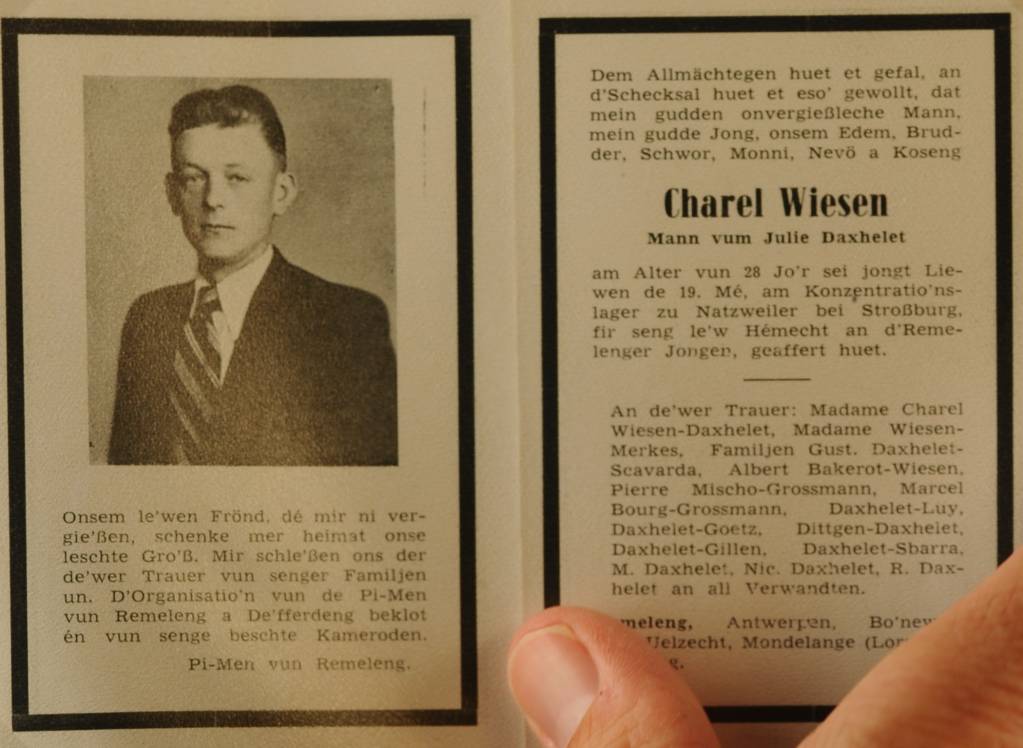 Onsem le'wen Frönd, dé mir ni ver-
gie'ßen, schenke mer heimat onse
leschte Gro'ß. Mir schle'ßen ons der
de'wer Trauer vun senger Familjen
un. D'Organisatio'n vun de Pi-Men
vun Remeleng a De'fferdeng beklot
én vun senge beschte Kameroden.
Pi-Men vun Remeleng.
Dem Allmächtegen huet et gefal, an
d'Schecksal huet et eso' gewollt, dat
mein gudden onvergießleche Mann,
mein gudde Jong, onsem Edem, Brud-
der, Schwor, Monni, Nevö a Koseng
Charel Wiesen
Mann vum Julie Daxhelet
am Alter vun 28 Jo'r sei jongt Lie-
wen de 19. Mé, am Konzentratio'ns-
lager zu Natzweiler bei Stroßburg,
fir seng le'w Hémecht an d'Reme-
lenger Jongen, geaffert huet.
An de'wer Trauer: Madame Charel
Wiesen-Daxhelet, Madame Wiesen-
Merkes, Familjen Gust. Daxhelet-
Scavarda, Albert Bakerot-Wiesen,
Pierre Mischo-Grossmann, Marcel
Bourg-Grossmann, Daxhelet-Luy,
Daxhelet-Goetz, Dittgen-Daxhelet,
Daxhelet-Gillen, Daxhelet-Sbarra,
M. Daxhelet, Nic. Daxhelet, R. Dax-
helet an all Verwandten.
meleng, Antwerpen, Bo'new
Uelzecht, Mondelange (Lor
g.